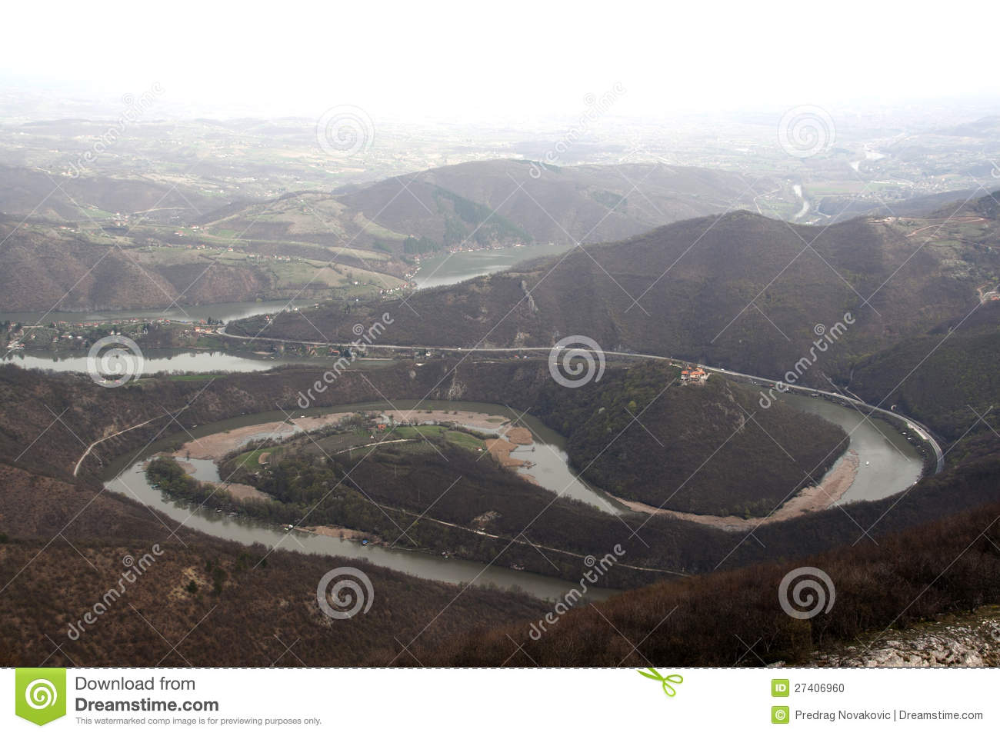 dreamstime
dreamstime
dreamstime
dreamstime
dreamstime
dreamstime
Download from
Dreamstime.com
This watermarked comp image is for previewing purposes only.
ID 27406960
© Predrag Novakovic | Dreamstime.com